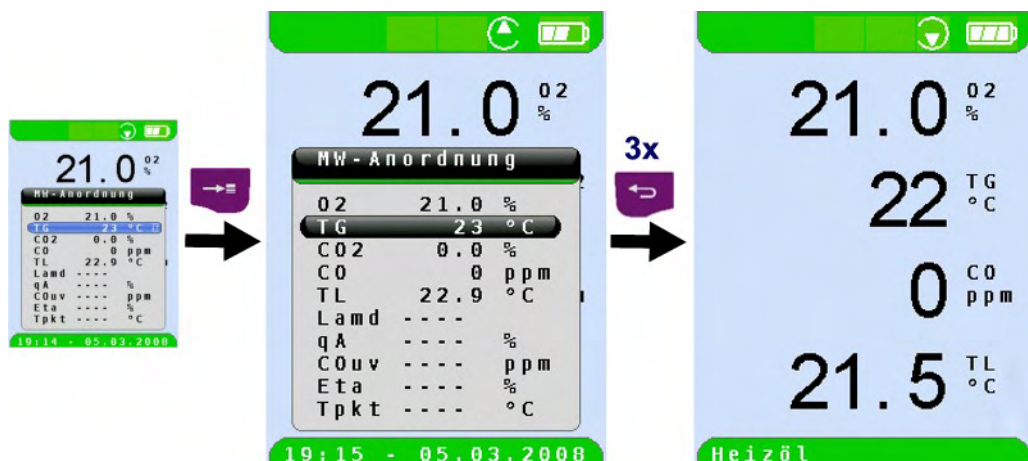 21.0 O2 %
MW-Anordnung
O2 21.0 %
TG 23 °C
CO2 0.0 %
CO 0 ppm
TL 22.9 °C
Lamd ----
qA ---- %
COuv ---- ppm
Eta ---- %
Tpkt ---- °C
19:14 - 05.03.2008
21.0 O2 %
MW-Anordnung
O2 21.0 %
TG 23 °C
CO2 0.0 %
CO 0 ppm
TL 22.9 °C
Lamd ----
qA ---- %
COuv ---- ppm
Eta ---- %
Tpkt ---- °C
19:15 - 05.03.2008
3x
21.0 O2 %
22 TG °C
0 CO ppm
21.5 TL °C
Heizöl